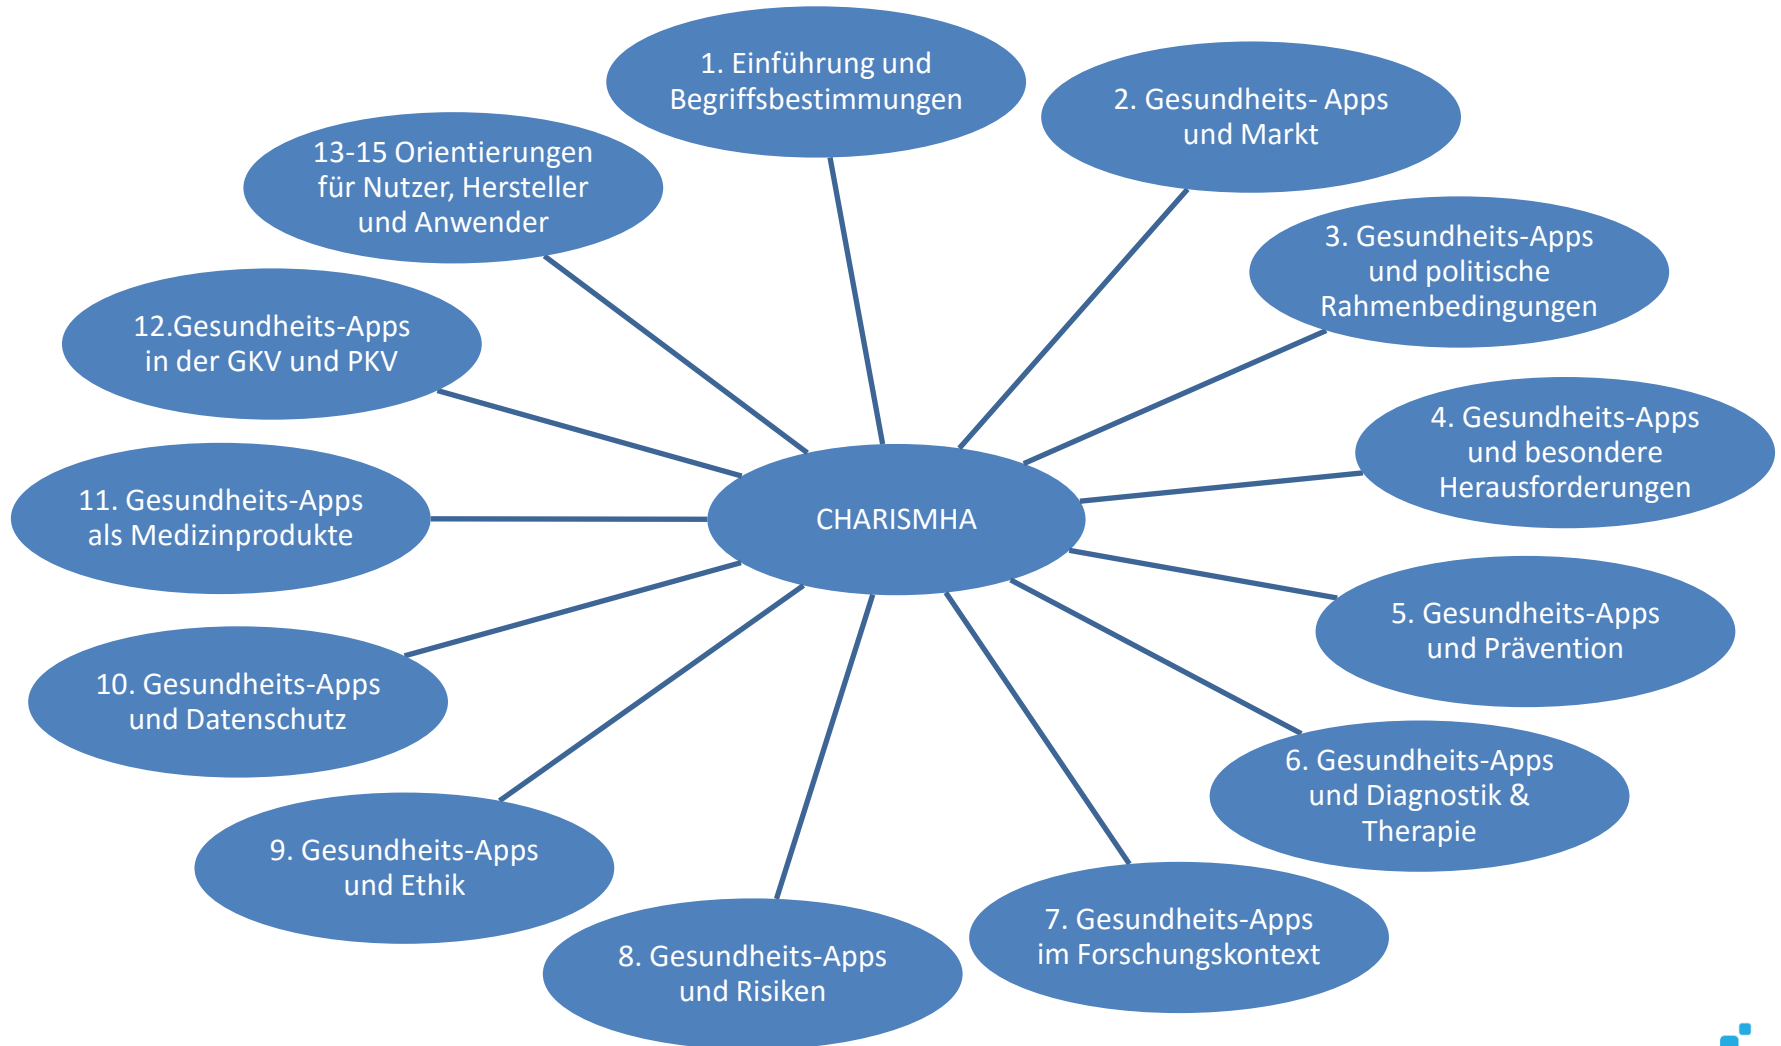 1. Einführung und
Begriffsbestimmungen
2. Gesundheits- Apps
und Markt
3. Gesundheits-Apps
und politische
Rahmenbedingungen
4. Gesundheits-Apps
und besondere
Herausforderungen
5. Gesundheits-Apps
und Prävention
6. Gesundheits-Apps
und Diagnostik &
Therapie
7. Gesundheits-Apps
im Forschungskontext
8. Gesundheits-Apps
und Risiken
9. Gesundheits-Apps
und Ethik
10. Gesundheits-Apps
und Datenschutz
11. Gesundheits-Apps
als Medizinprodukte
12.Gesundheits-Apps
in der GKV und PKV
13-15 Orientierungen
für Nutzer, Hersteller
und Anwender
CHARISMHA